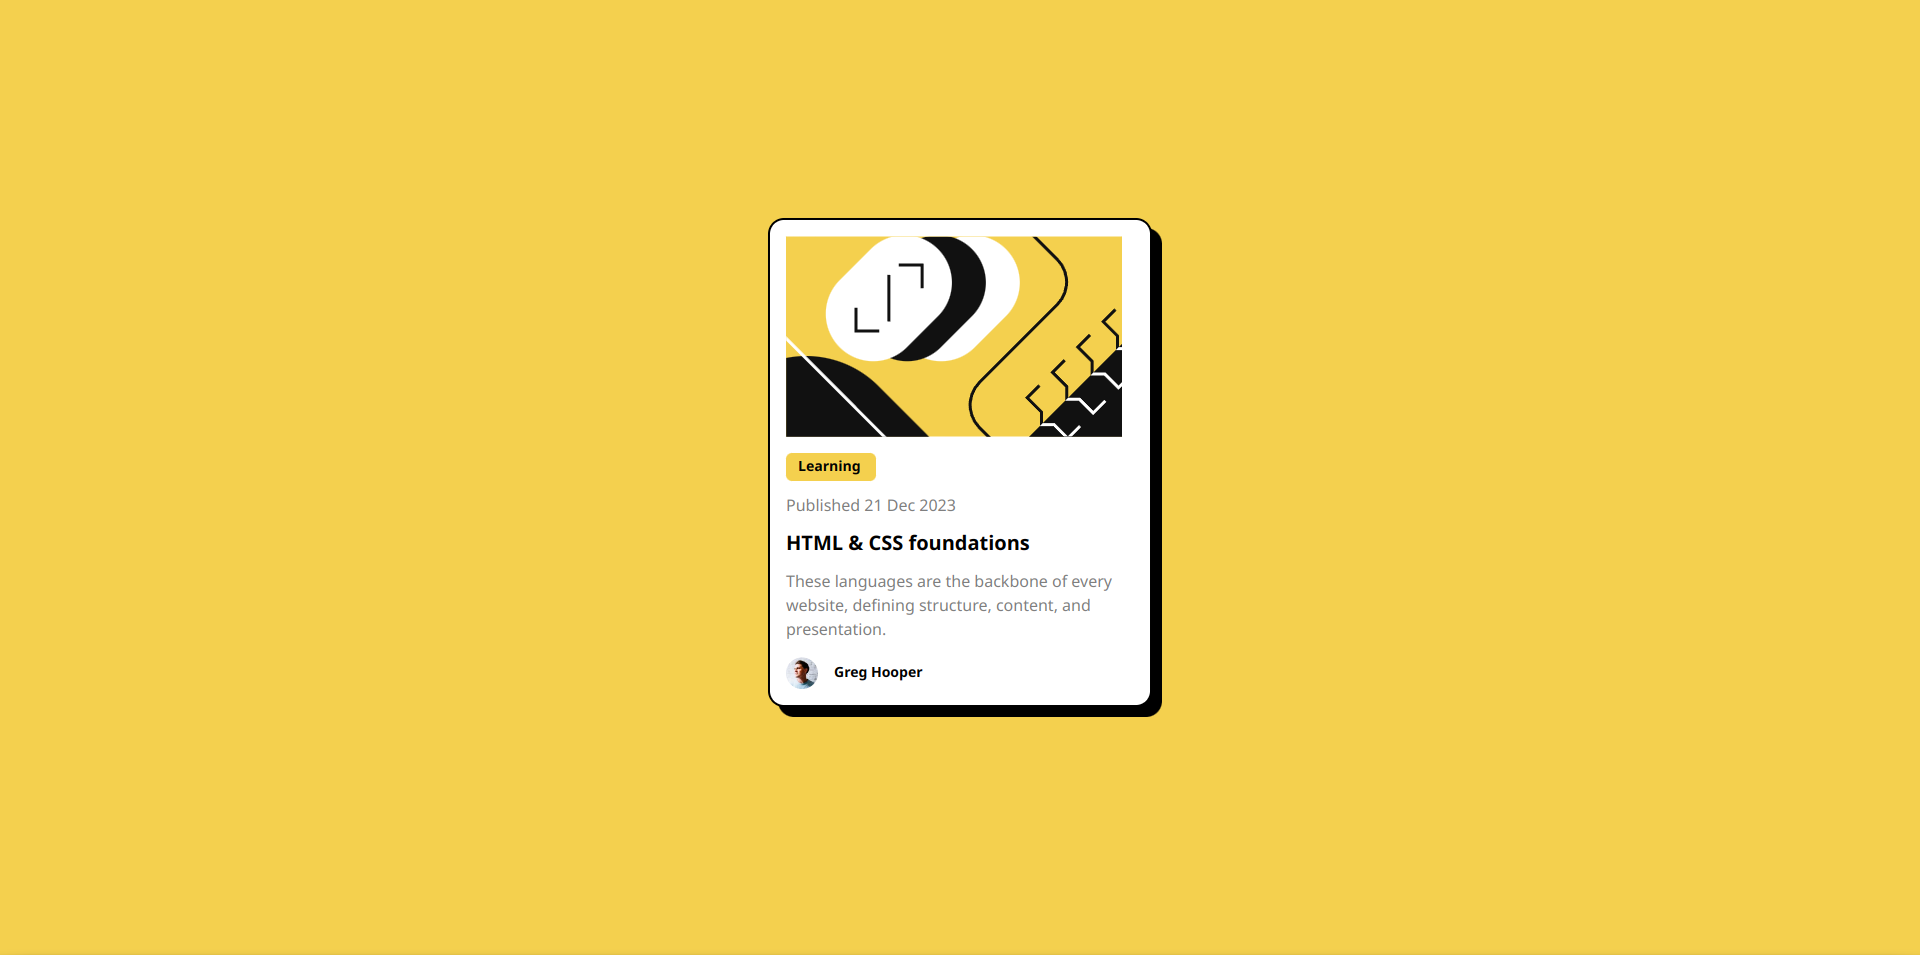 Learning
Published 21 Dec 2023
HTML & CSS foundations
These languages are the backbone of every
website, defining structure, content, and
presentation.
Greg Hooper